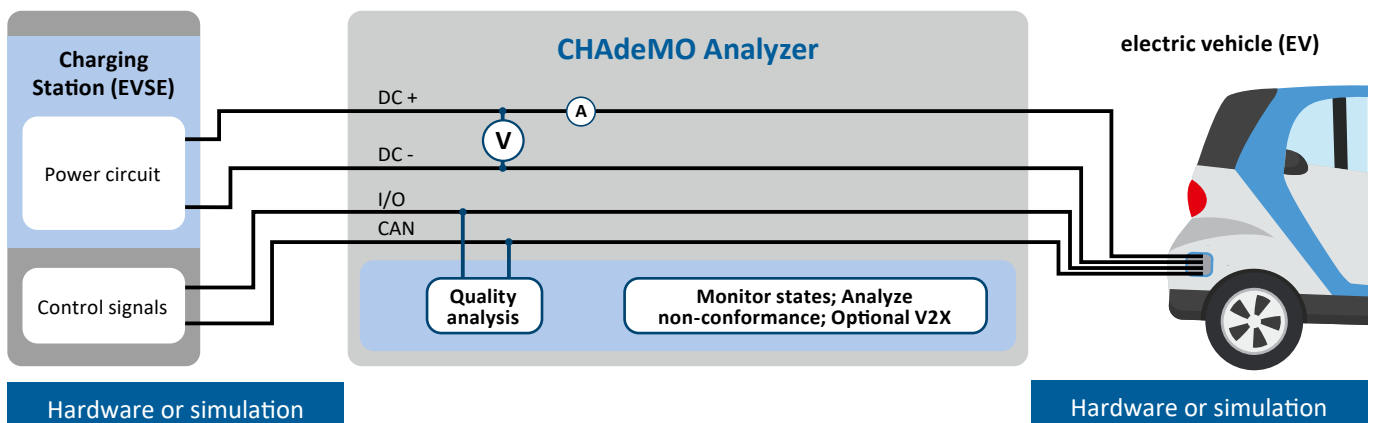 Charging
Station (EVSE)
Power circuit
Control signals
Hardware or simulation
CHAdeMO Analyzer
DC +
A
V
DC -
I/O
CAN
Quality
analysis
Monitor states; Analyze
non-conformance; Optional V2X
electric vehicle (EV)
Hardware or simulation